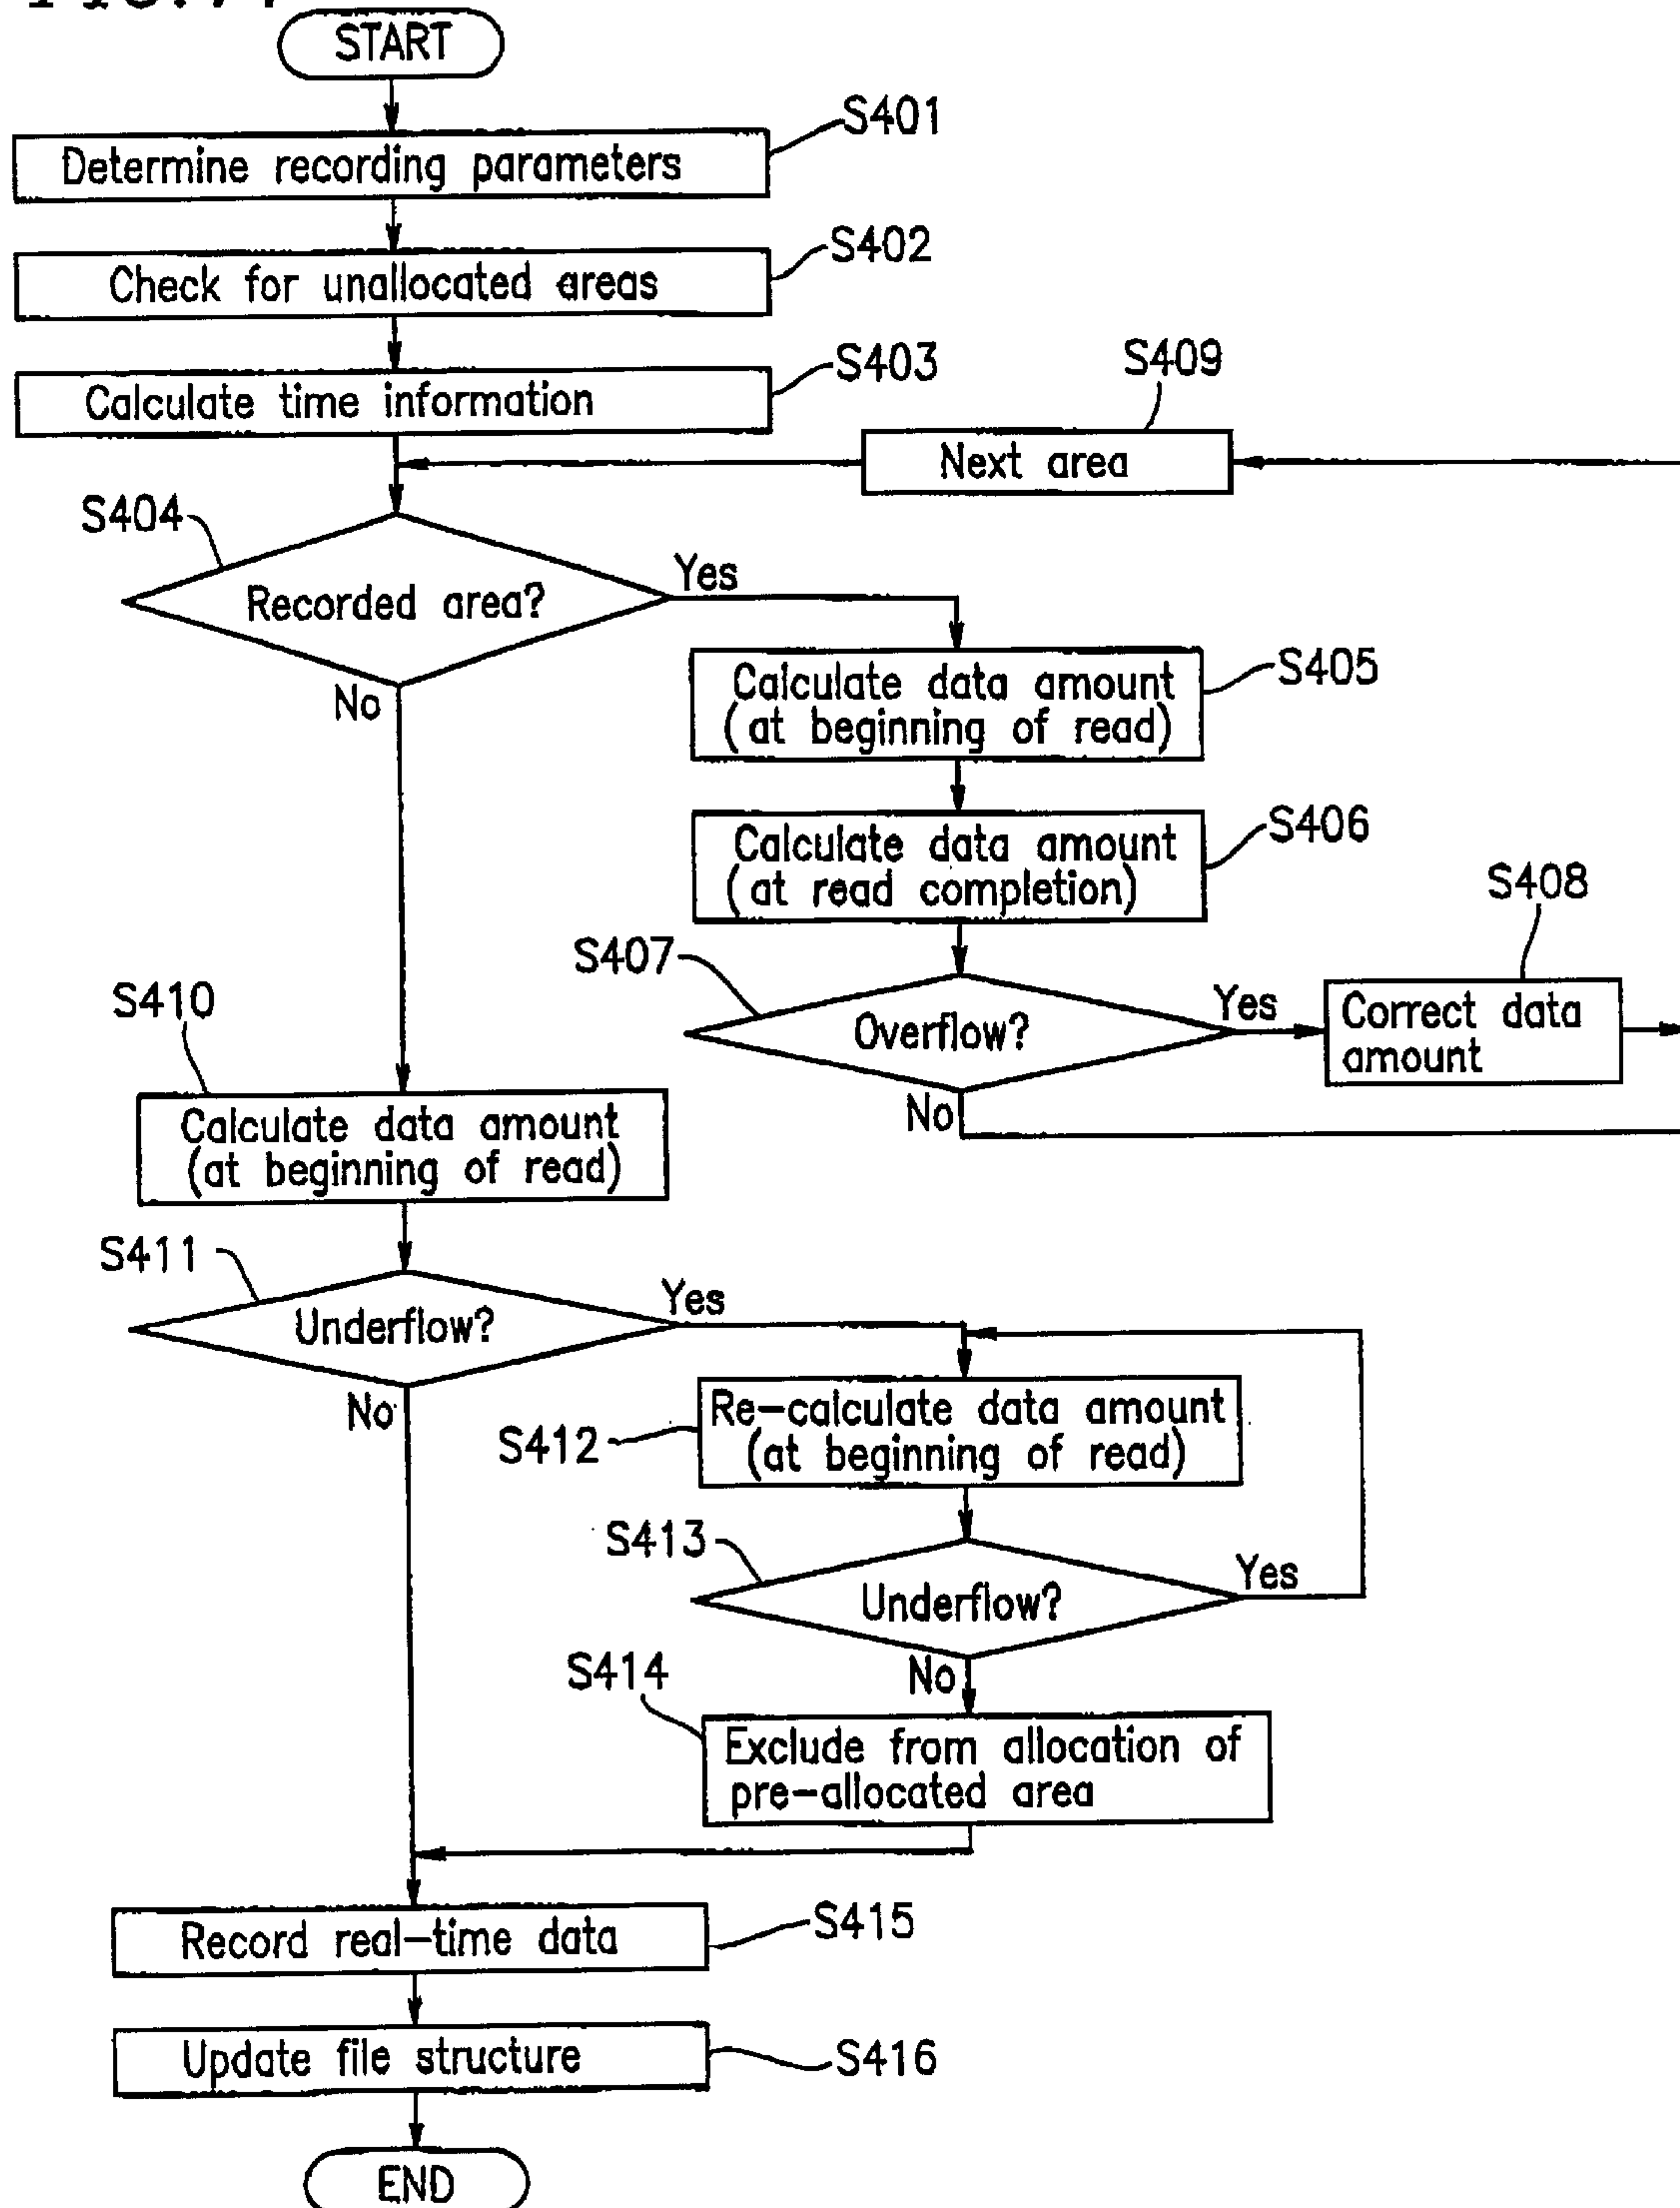 START
S401
Determine recording parameters
S402
Check for unallocated areas
S403
Calculate time information
S409
Next area
S404
Recorded area?
Yes
No
S405
Calculate data amount
(at beginning of read)
S406
Calculate data amount
(at read completion)
S408
S407
Overflow?
Yes
Correct data
amount
No
S410
Calculate data amount
(at beginning of read)
S411
Underflow?
Yes
No
S412
Re-calculate data amount
(at beginning of read)
S413
Underflow?
Yes
No
S414
Exclude from allocation of
pre-allocated area
Record real-time data
S415
Update file structure
S416
END